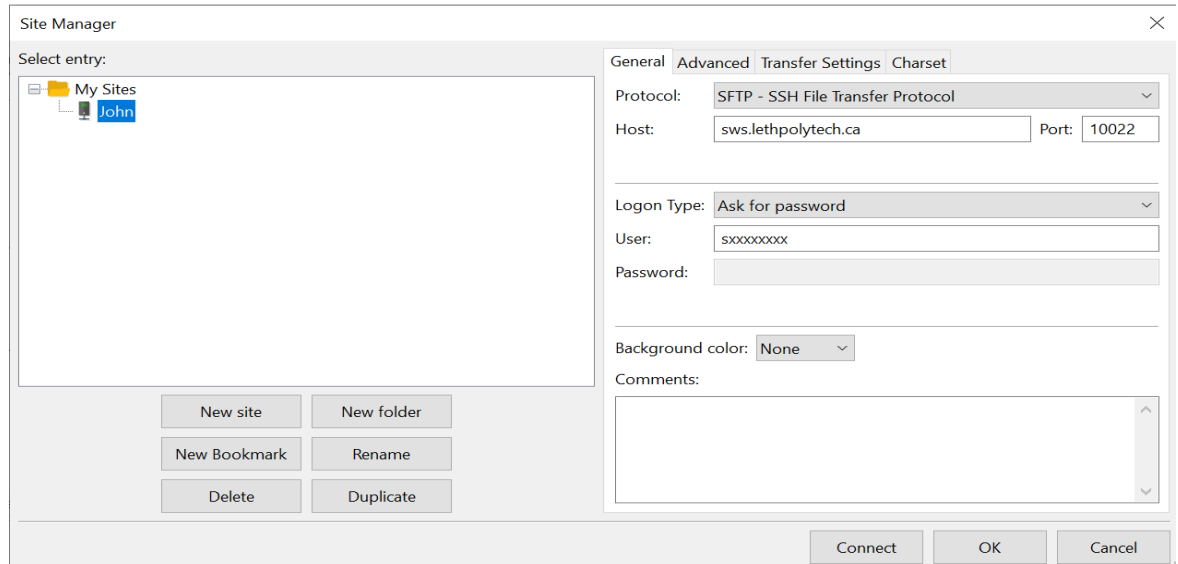 Site Manager
Select entry:
My Sites
John
New site New folder
New Bookmark Rename
Delete Duplicate
General Advanced Transfer Settings Charset
Protocol: SFTP - SSH File Transfer Protocol
Host: sws.lethpolytech.ca Port: 10022
Logon Type: Ask for password
User: sxxxxxxxx
Password:
Background color: None
Comments:
Connect OK Cancel